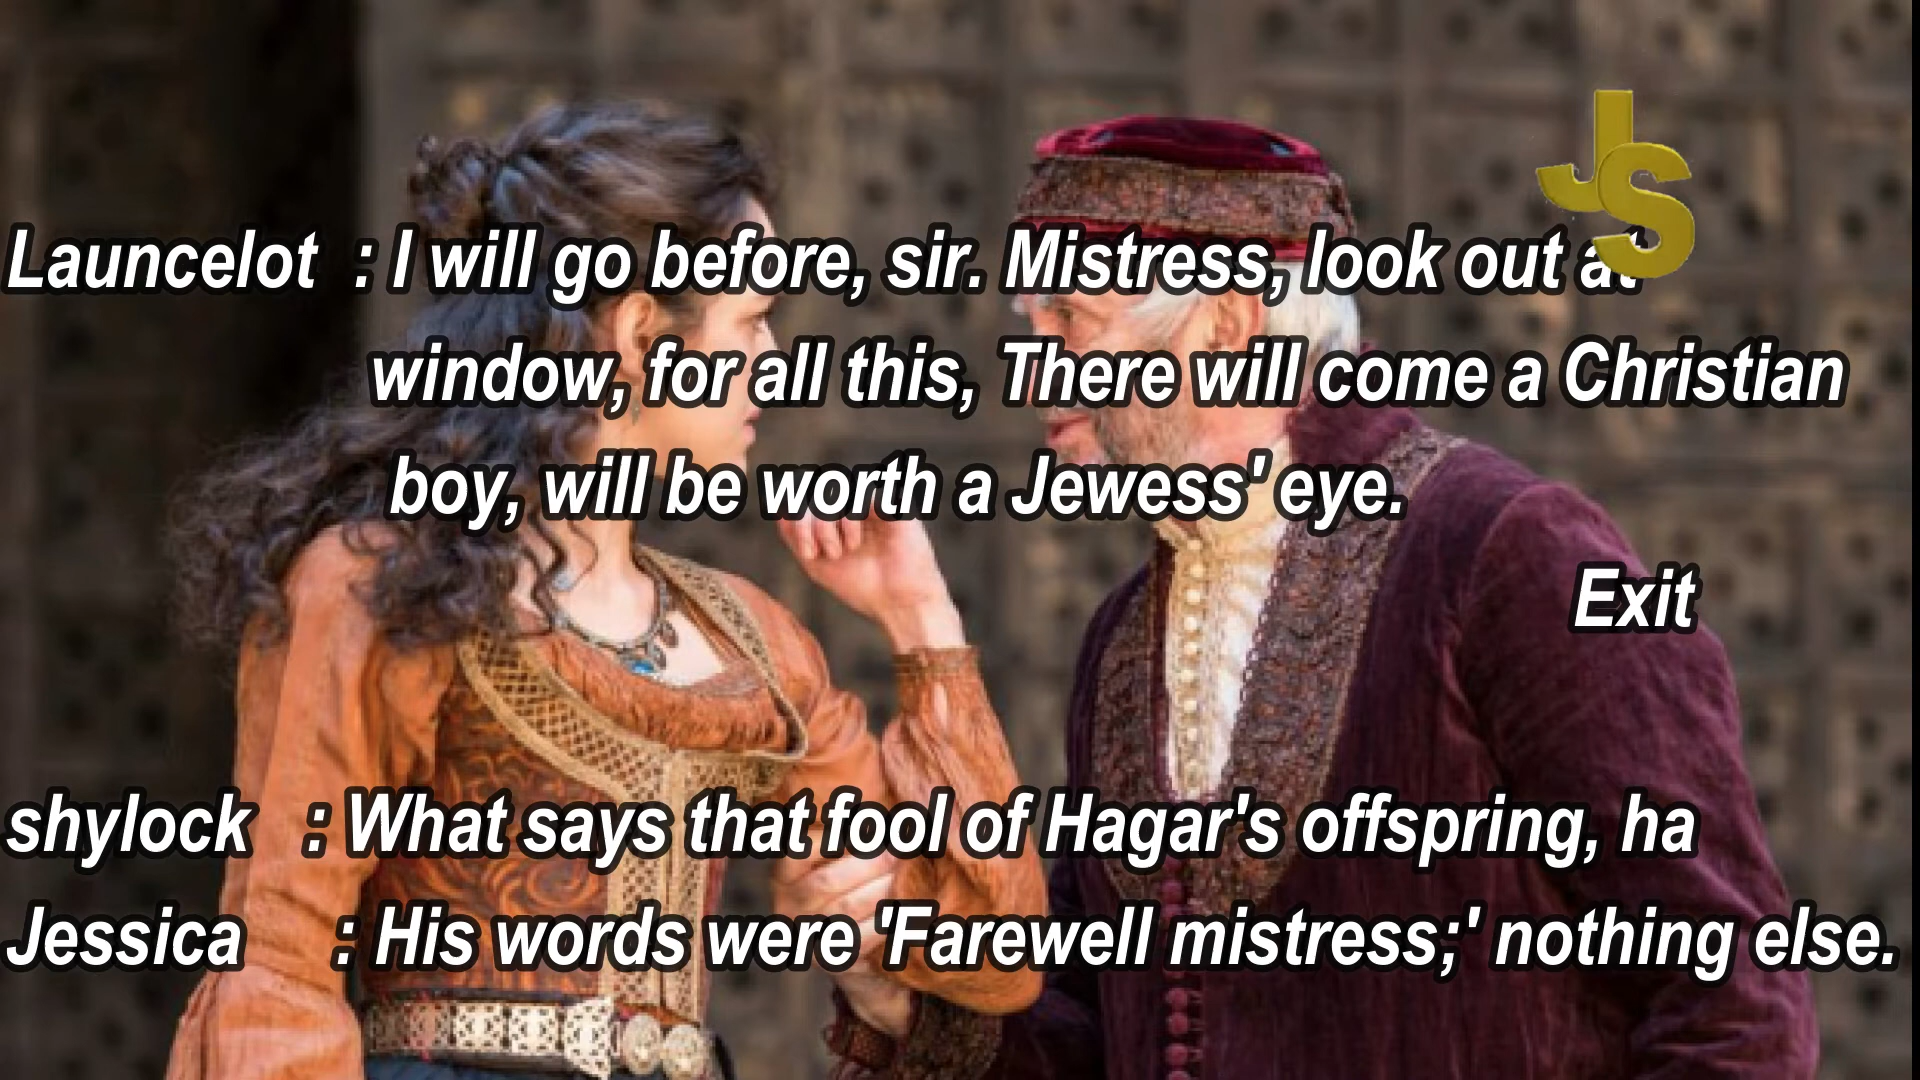 JS
Launcelot : I will go before, sir. Mistress, look out at
window, for all this, There will come a Christian
boy, will be worth a Jewess' eye.
Exit
shylock : What says that fool of Hagar's offspring, ha
Jessica : His words were 'Farewell mistress;' nothing else.